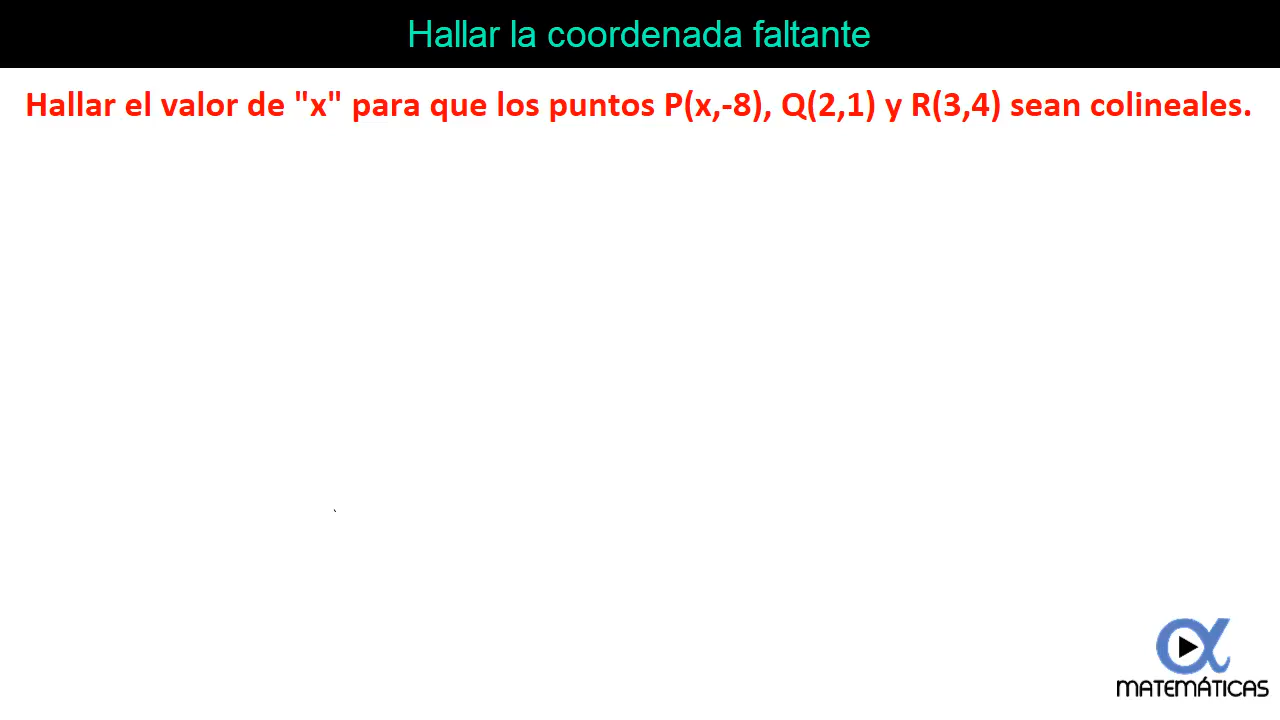 Hallar la coordenada faltante
Hallar el valor de "x" para que los puntos P(x,-8), Q(2,1) y R(3,4) sean colineales.
MATEMÁTICAS